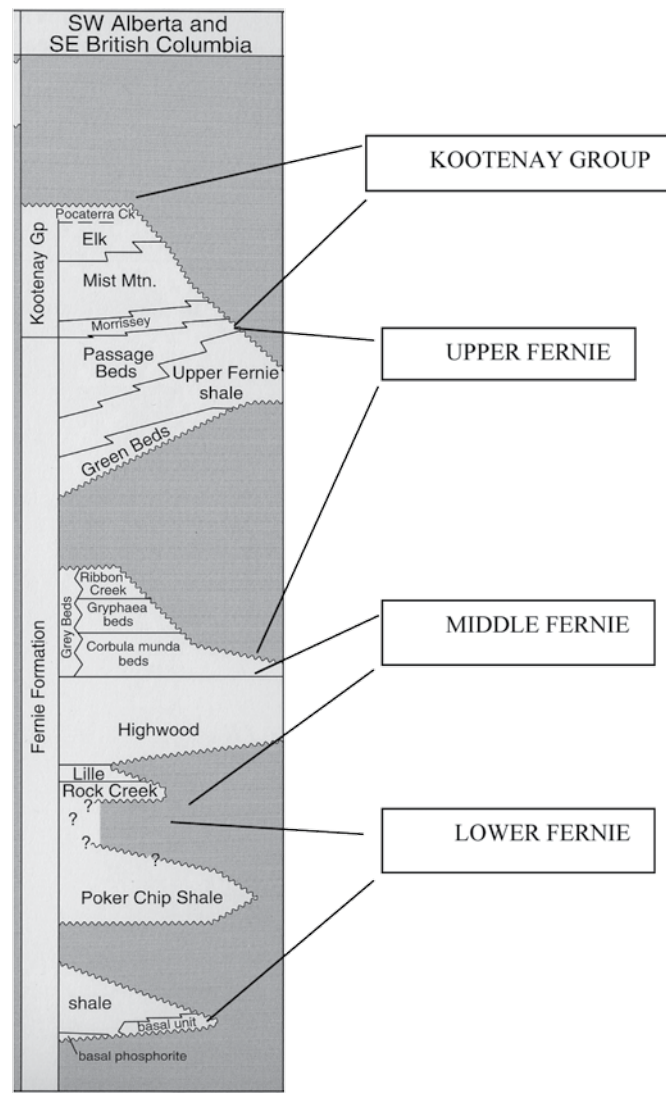 SW Alberta and
SE British Columbia
KOOTENAY GROUP
Pocaterra Ck
Elk
Mist Mtn.
Kootenay Gp
Morrissey
UPPER FERNIE
Passage
Beds
Upper Fernie
shale
Green Beds
Ribbon
Creek
Grey Beds
Gryphaea
beds
Corbula munda
beds
MIDDLE FERNIE
Fernie Formation
Highwood
Lille
Rock Creek
?
?
?
?
LOWER FERNIE
Poker Chip Shale
shale
basal unit
basal phosphorite